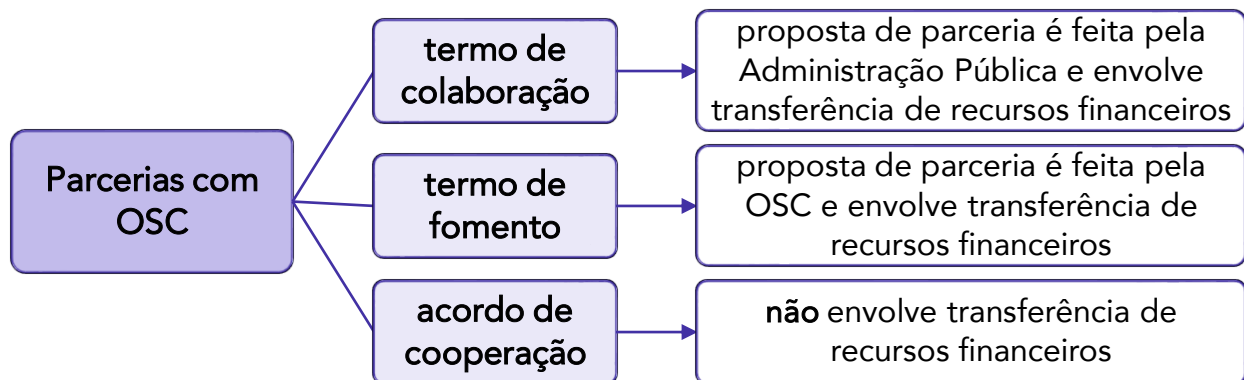 Parcerias com
OSC
termo de
colaboração
proposta de parceria é feita pela
Administração Pública e envolve
transferência de recursos financeiros
termo de
fomento
proposta de parceria é feita pela
OSC e envolve transferência de
recursos financeiros
acordo de
cooperação
não envolve transferência de
recursos financeiros